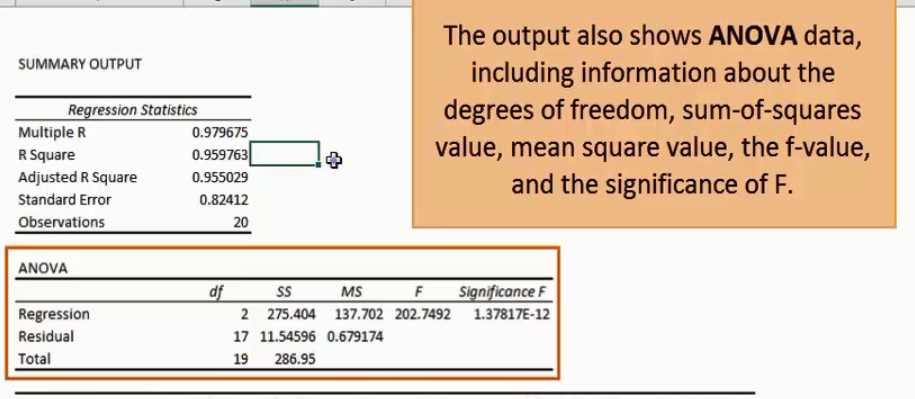 The output also shows ANOVA data,
including information about the
degrees of freedom, sum-of-squares
value, mean square value, the f-value,
and the significance of F.
SUMMARY OUTPUT
Regression Statistics
Multiple R 0.979675
R Square 0.959763
Adjusted R Square 0.955029
Standard Error 0.82412
Observations 20
ANOVA
df SS MS F Significance F
Regression 2 275.404 137.702 202.7492 1.37817E-12
Residual 17 11.54596 0.679174
Total 19 286.95